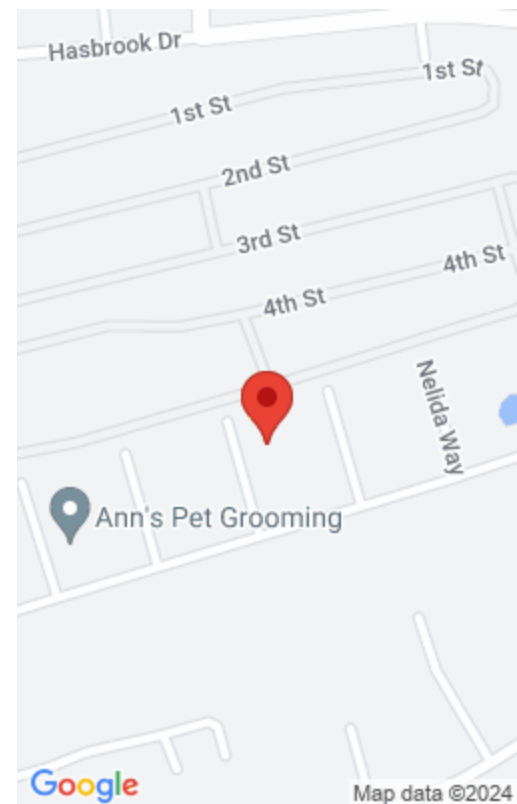 Hasbrook Dr
1st St
1st St
2nd St
3rd St
4th St
4th St
Nelida Way
Ann's Pet Grooming
Google
Map data ©2024